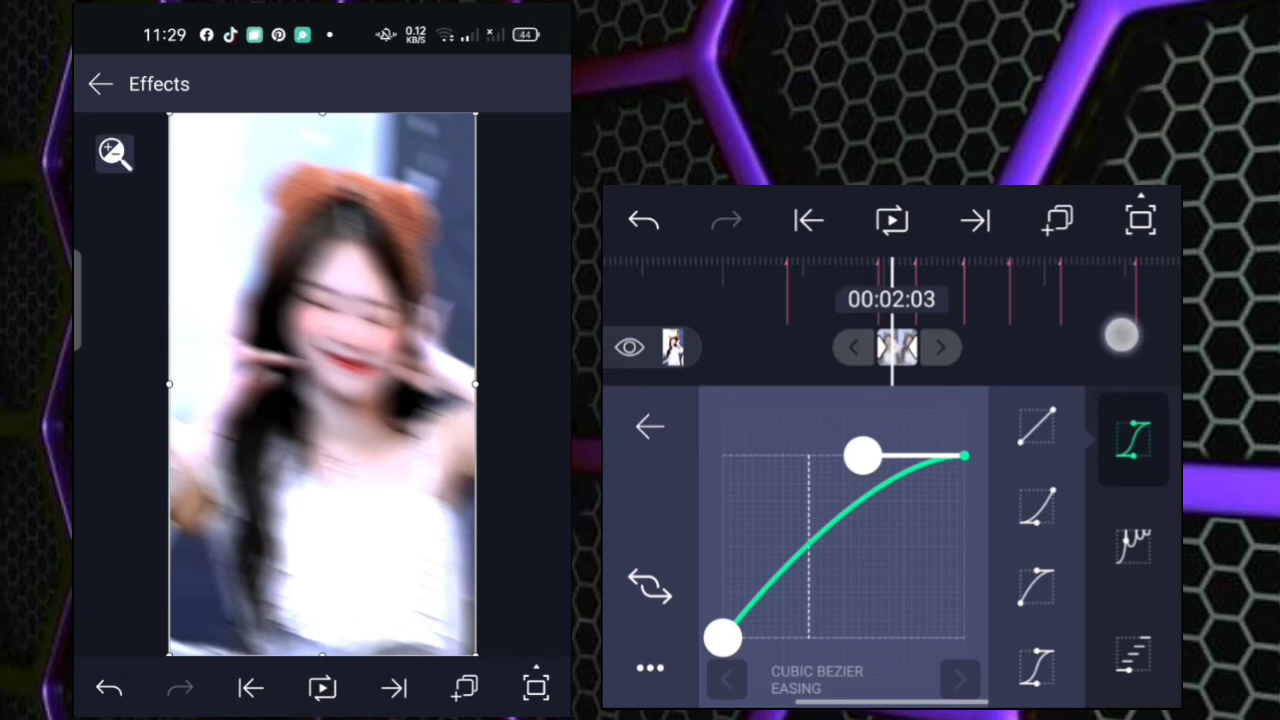 11:29
0.12
KB/S
44
Effects
00:02:03
CUBIC BEZIER
EASING